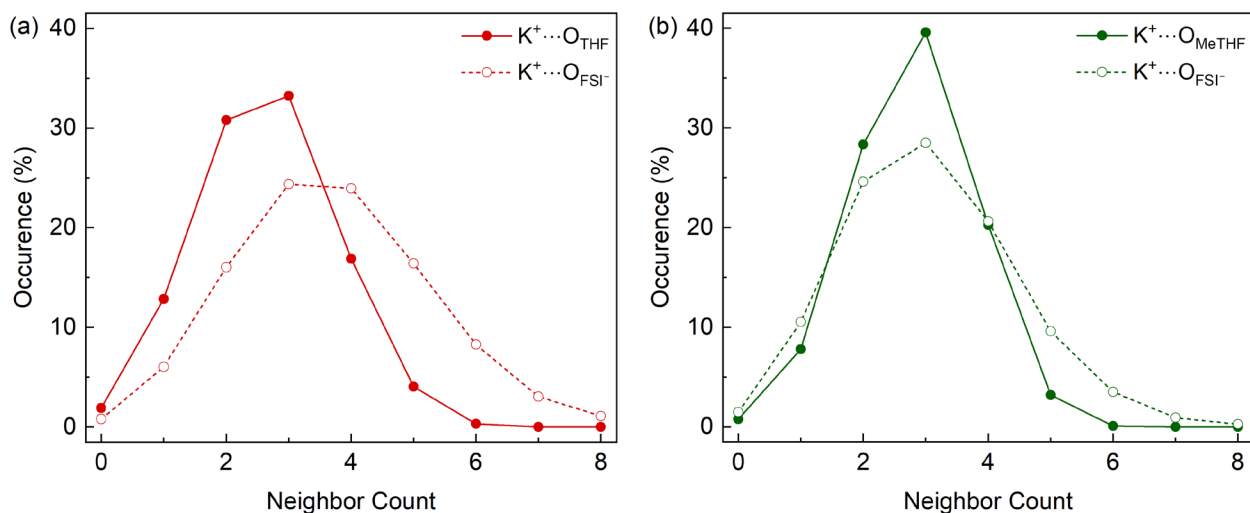 (a)
K⁺···O_THF
K⁺···O_FSI⁻
40
30
20
10
0
Occurence (%)
0 2 4 6 8
Neighbor Count
(b)
K⁺···O_MeTHF
K⁺···O_FSI⁻
40
30
20
10
0
Occurence (%)
0 2 4 6 8
Neighbor Count